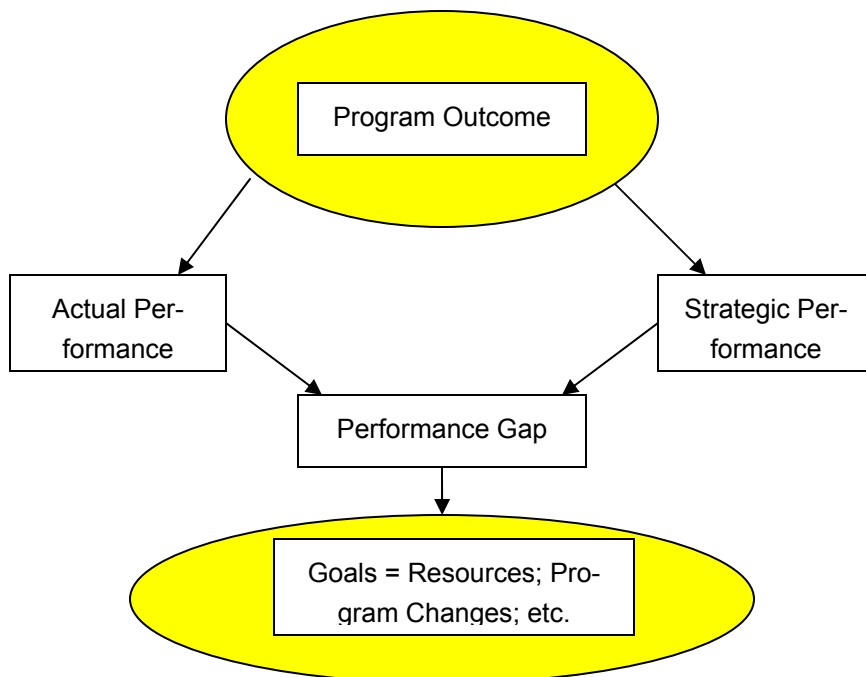 Program Outcome
Actual Per-
formance
Strategic Per-
formance
Performance Gap
Goals = Resources; Pro-
gram Changes; etc.